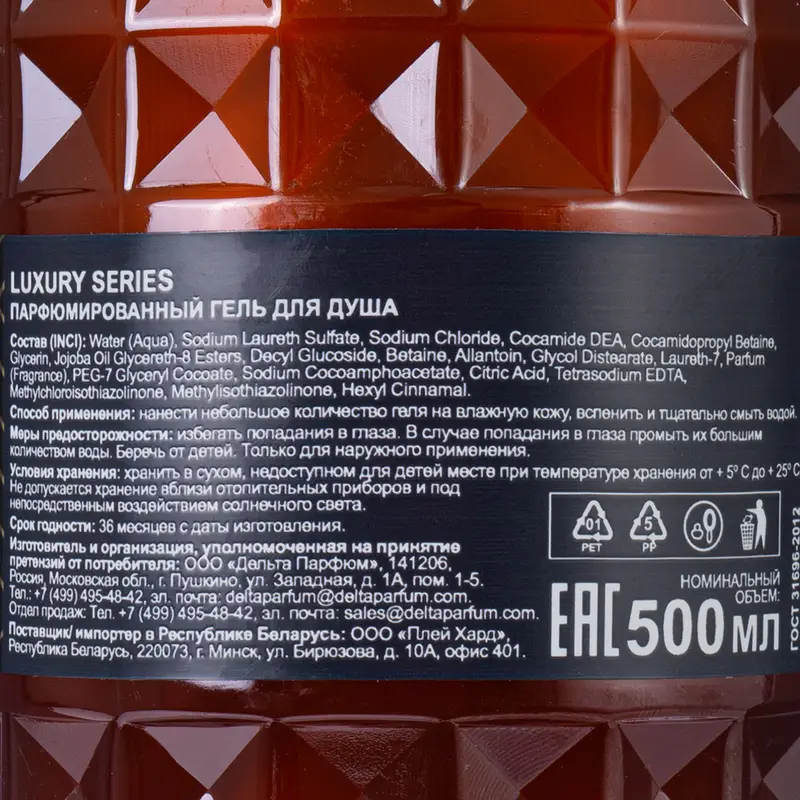 LUXURY SERIES
ПАРФЮМИРОВАННЫЙ ГЕЛЬ ДЛЯ ДУША
Состав (INCI): Water (Aqua), Sodium Laureth Sulfate, Sodium Chloride, Cocamide DEA, Cocamidopropyl Betaine,
Glycerin, Jojoba Oil Glycereth-8 Esters, Decyl Glucoside, Betaine, Allantoin, Glycol Distearate, Laureth-7, Parfum
(Fragrance), PEG-7 Glyceryl Cocoate, Sodium Cocoamphoacetate, Citric Acid, Tetrasodium EDTA,
Methylchloroisothiazolinone, Methylisothiazolinone, Hexyl Cinnamal.
Способ применения: нанести небольшое количество геля на влажную кожу, вспенить и тщательно смыть водой.
Меры предосторожности: избегать попадания в глаза. В случае попадания в глаза промыть их большим
количеством воды. Беречь от детей. Только для наружного применения.
Условия хранения: хранить в сухом, недоступном для детей месте при температуре хранения от + 5° С до + 25° С
Не допускается хранение вблизи отопительных приборов и под
непосредственным воздействием солнечного света.
Срок годности: 36 месяцев с даты изготовления.
Изготовитель и организация, уполномоченная на принятие
претензий от потребителя: ООО «Дельта Парфюм», 141206,
Россия, Московская обл., г. Пушкино, ул. Западная, д. 1А, пом. 1-5.
Тел.: +7 (499) 495-48-42, эл. почта: deltaparfum@deltaparfum.com.
Отдел продаж: Тел. +7 (499) 495-48-42, эл. почта: sales@deltaparfum.com.
Поставщик/ импортер в Республике Беларусь: ООО «Плей Хард»,
Республика Беларусь, 220073, г. Минск, ул. Бирюзова, д. 10А, офис 401.
01
PET
5
PP
EAC
НОМИНАЛЬНЫЙ
ОБЪЕМ:
500 МЛ
ГОСТ 31696-2012